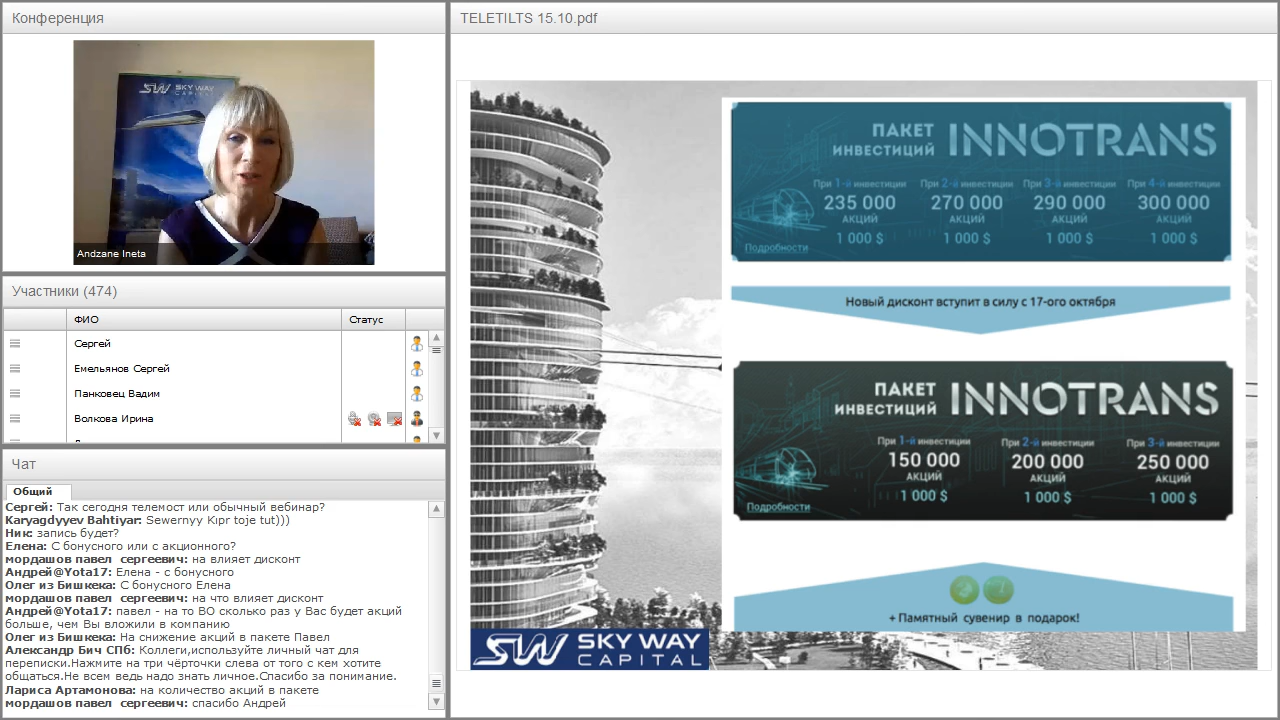 Конференция
SW SKY WAY
CAPITAL
Andzane Ineta
Участники (474)
ФИО
Статус
Сергей
Емельянов Сергей
Панковец Вадим
Волкова Ирина
Чат
Общий
Сергей: Так сегодня телемост или обычный вебинар?
Karyagdyyev Bahtiyar: Sewernyy Kıpr toje tut)))
Ник: запись будет?
Елена: С бонусного или с акционного?
мордашов павел сергеевич: на влияет дисконт
Андрей@Yota17: Елена - с бонусного
Олег из Бишкека: С бонусного Елена
мордашов павел сергеевич: на что влияет дисконт
Андрей@Yota17: павел - на то ВО сколько раз у Вас будет акций
больше, чем Вы вложили в компанию
Олег из Бишкека: На снижение акций в пакете Павел
Александр Бич СПб: Коллеги,используйте личный чат для
переписки.Нажмите на три чёрточки слева от того с кем хотите
общаться.Не всем ведь надо знать личное.Спасибо за понимание.
Лариса Артамонова: на количество акций в пакете
мордашов павел сергеевич: спасибо Андрей
TELETILTS 15.10.pdf
ПАКЕТ
ИНВЕСТИЦИЙ
INNOTRANS
При 1-й инвестиции При 2-й инвестиции При 3-й инвестиции При 4-й инвестиции
235 000 270 000 290 000 300 000
АКЦИЙ АКЦИЙ АКЦИЙ АКЦИЙ
1 000 $ 1 000 $ 1 000 $ 1 000 $
Подробности
Новый дисконт вступит в силу с 17-ого октября
ПАКЕТ
ИНВЕСТИЦИЙ
INNOTRANS
При 1-й инвестиции При 2-й инвестиции При 3-й инвестиции
150 000 200 000 250 000
АКЦИЙ АКЦИЙ АКЦИЙ
1 000 $ 1 000 $ 1 000 $
Подробности
+ Памятный сувенир в подарок!
SW SKY WAY
CAPITAL